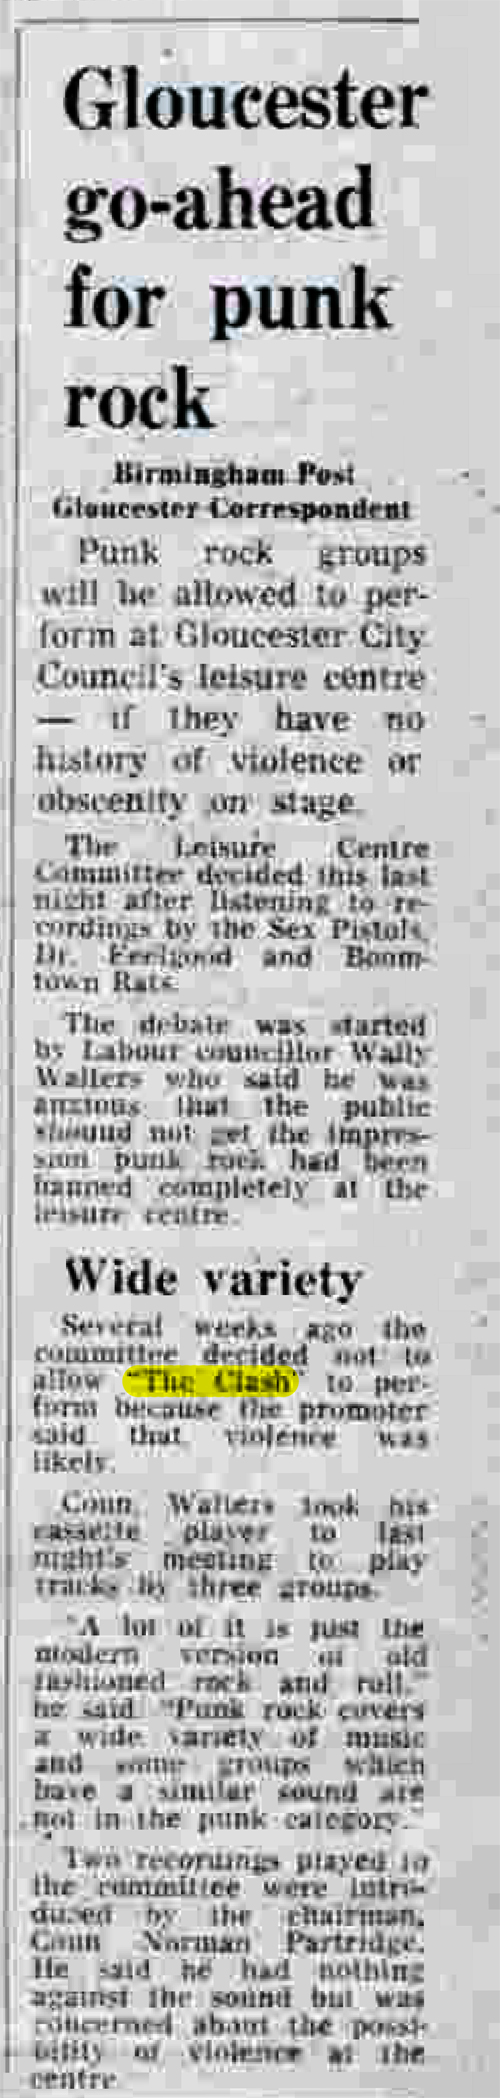 Gloucester
go-ahead
for punk
rock
Birmingham Post
Gloucester Correspondent
Punk rock groups
will be allowed to per-
form at Gloucester City
Council's leisure centre
— if they have no
history of violence or
obscenity on stage.
The Leisure Centre
Committee decided this last
night after listening to re-
cordings by the Sex Pistols,
Dr. Feelgood and Boom-
town Rats.
The debate was started
by Labour councillor Wally
Walters who said he was
anxious that the public
should not get the impres-
sion punk rock had been
banned completely at the
leisure centre.
Wide variety
Several weeks ago the
committee decided not to
allow "The Clash" to per-
form because the promoter
said that violence was
likely.
Coun. Walters took his
cassette player to last
night's meeting to play
tracks by three groups.
"A lot of it is just the
modern version of old
fashioned rock and roll,"
he said. "Punk rock covers
a wide variety of music
and some groups which
have a similar sound are
not in the punk category."
Two recordings played to
the committee were intro-
duced by the chairman,
Coun Norman Partridge.
He said he had nothing
against the sound but was
concerned about the possi-
bility of violence at the
centre.